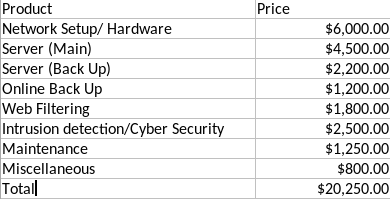 Product Price
Network Setup/ Hardware $6,000.00
Server (Main) $4,500.00
Server (Back Up) $2,200.00
Online Back Up $1,200.00
Web Filtering $1,800.00
Intrusion detection/Cyber Security $2,500.00
Maintenance $1,250.00
Miscellaneous $800.00
Total $20,250.00